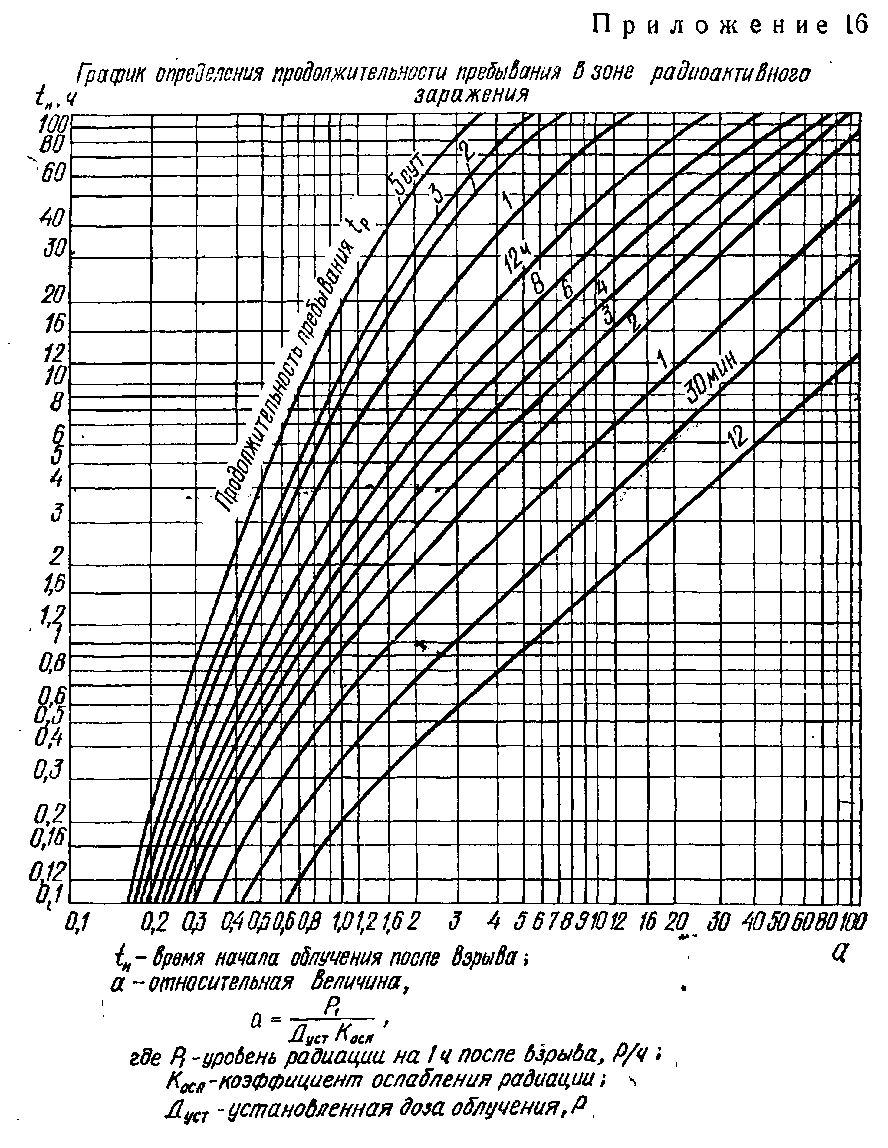 Приложение 16
График определения продолжительности пребывания в зоне радиоактивного
заражения
tн, ч
100
80
60
40
30
20
16
12
10
8
6
5
4
3
2
1,6
1,2
1
0,8
0,6
0,5
0,4
0,3
0,2
0,16
0,12
0,1
Продолжительность пребывания tр
5 сут
3
2
1
12 ч
8
6
4
3
2
1
30 мин
12
0,1 0,2 0,3 0,4 0,5 0,6 0,8 1,0 1,2 1,6 2 3 4 5 6 7 8 9 10 12 16 20 30 40 50 60 80 100
a
tн - время начала облучения после взрыва;
a - относительная величина,
a = P1 / Дуст Kосл ,
где P1 - уровень радиации на 1 ч после взрыва, Р/ч;
Kосл - коэффициент ослабления радиации;
Дуст - установленная доза облучения, Р